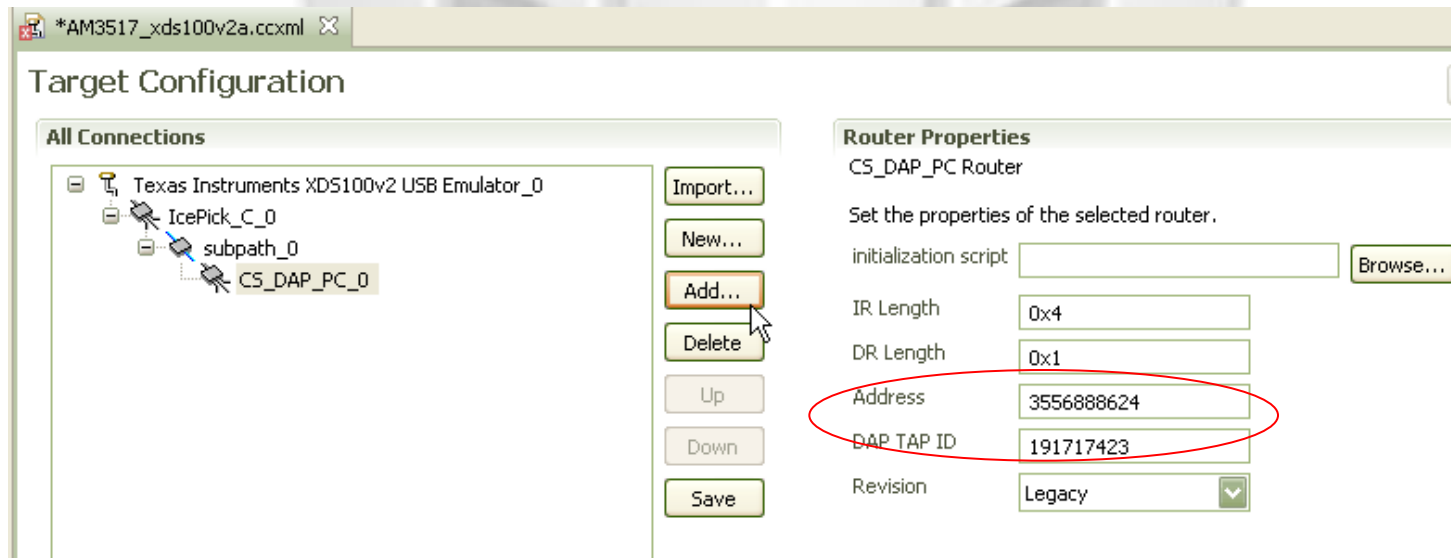 *AM3517_xds100v2a.ccxml
Target Configuration
All Connections
Texas Instruments XDS100v2 USB Emulator_0
IcePick_C_0
subpath_0
CS_DAP_PC_0
Import...
New...
Add...
Delete
Up
Down
Save
Router Properties
CS_DAP_PC Router
Set the properties of the selected router.
initialization script
Browse...
IR Length 0x4
DR Length 0x1
Address 3556888624
DAP TAP ID 191717423
Revision Legacy